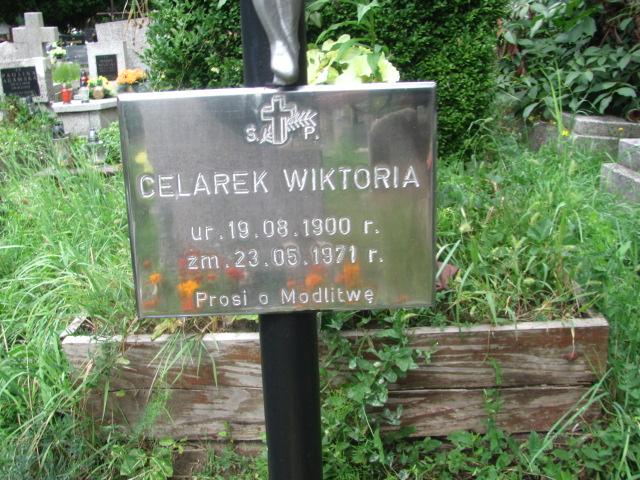 Ś. P.
CELAREK WIKTORIA
ur. 19.08.1900 r.
zm. 23.05.1971 r.
Prosi o Modlitwę